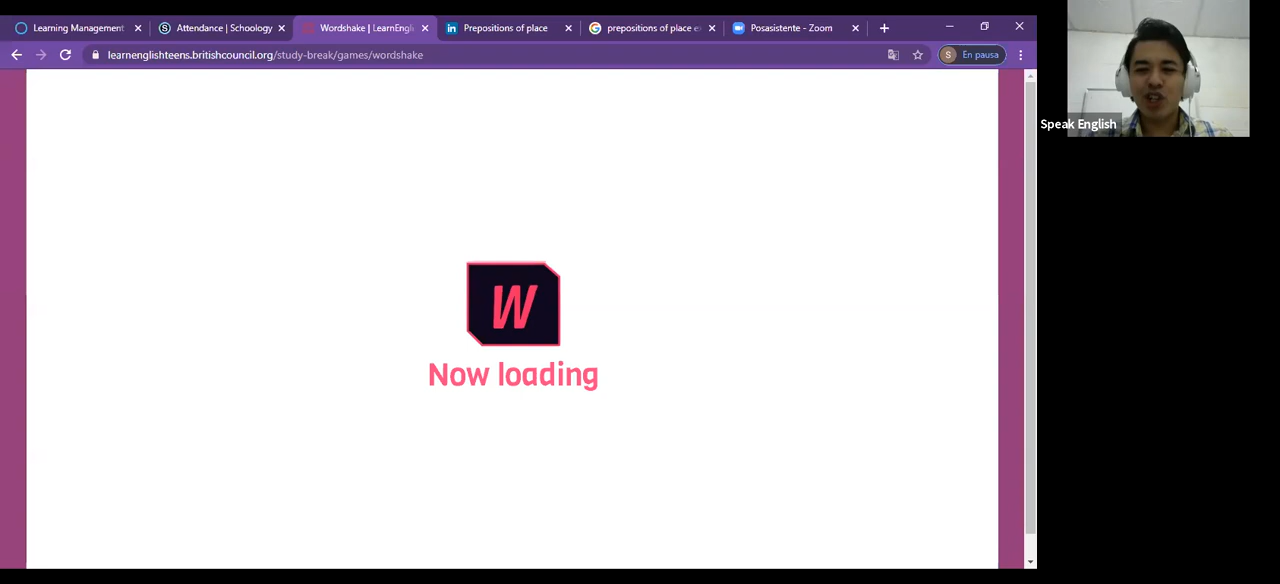 Learning Management
Attendance | Schoology
Wordshake | LearnEngli
Prepositions of place
prepositions of place e
Posasistente - Zoom
learnenglishteens.britishcouncil.org/study-break/games/wordshake
S
En pausa
W
Now loading
Speak English